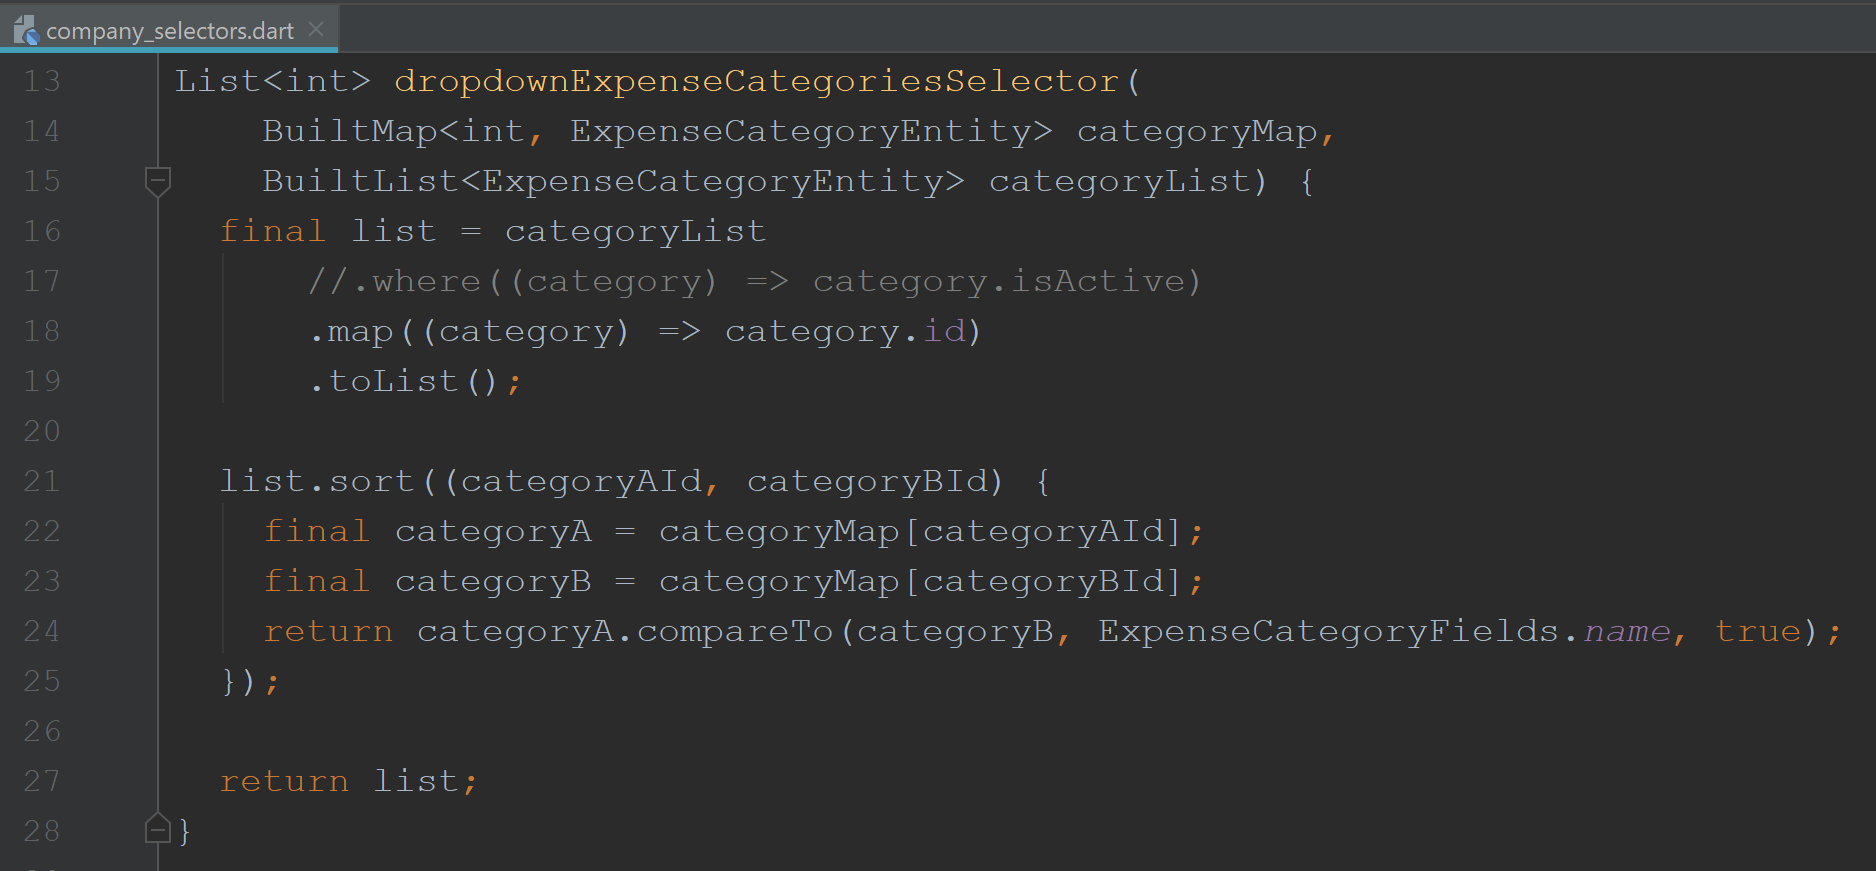 company_selectors.dart
13 List<int> dropdownExpenseCategoriesSelector(
14 BuiltMap<int, ExpenseCategoryEntity> categoryMap,
15 BuiltList<ExpenseCategoryEntity> categoryList) {
16 final list = categoryList
17 //.where((category) => category.isActive)
18 .map((category) => category.id)
19 .toList();
20
21 list.sort((categoryAId, categoryBId) {
22 final categoryA = categoryMap[categoryAId];
23 final categoryB = categoryMap[categoryBId];
24 return categoryA.compareTo(categoryB, ExpenseCategoryFields.name, true);
25 });
26
27 return list;
28 }